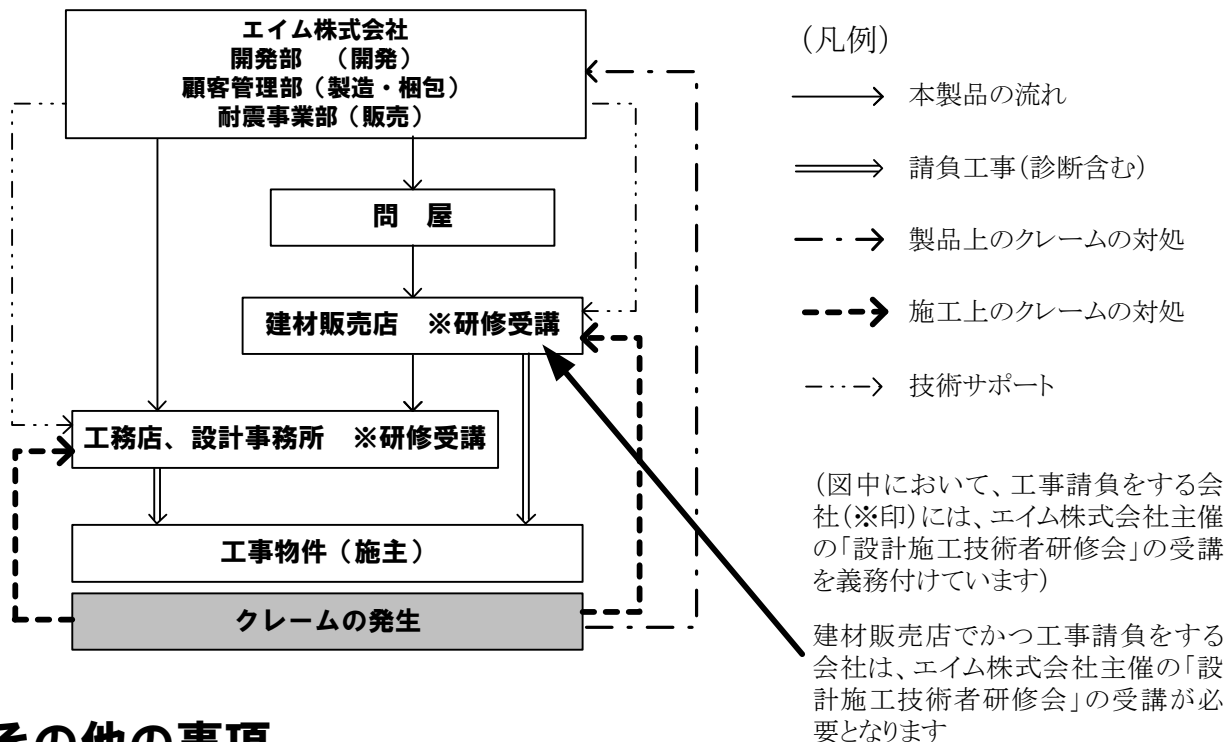 エイム株式会社
開発部　（開発）
顧客管理部（製造・梱包）
耐震事業部（販売）
問　屋
建材販売店　※研修受講
工務店、設計事務所　※研修受講
工事物件（施主）
クレームの発生
（凡例）
本製品の流れ
請負工事（診断含む）
製品上のクレームの対処
施工上のクレームの対処
技術サポート
（図中において、工事請負をする会
社（※印）には、エイム株式会社主催
の「設計施工技術者研修会」の受講
を義務付けています）
建材販売店でかつ工事請負をする
会社は、エイム株式会社主催の「設
計施工技術者研修会」の受講が必
要となります
その他の事項